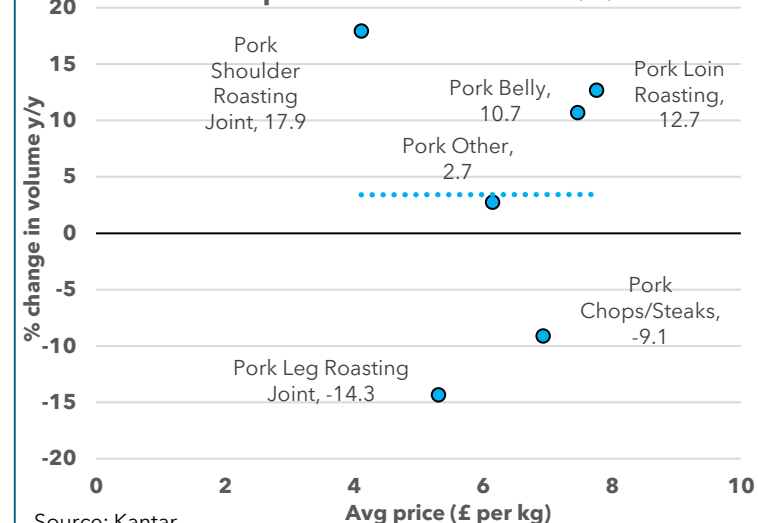 20
15
10
5
0
-5
-10
-15
-20
% change in volume y/y
Pork
Shoulder
Roasting
Joint, 17.9
Pork Belly,
10.7
Pork Loin
Roasting,
12.7
Pork Other,
2.7
Pork
Chops/Steaks,
-9.1
Pork Leg Roasting
Joint, -14.3
0 2 4 6 8 10
Avg price (£ per kg)
Source: Kantar